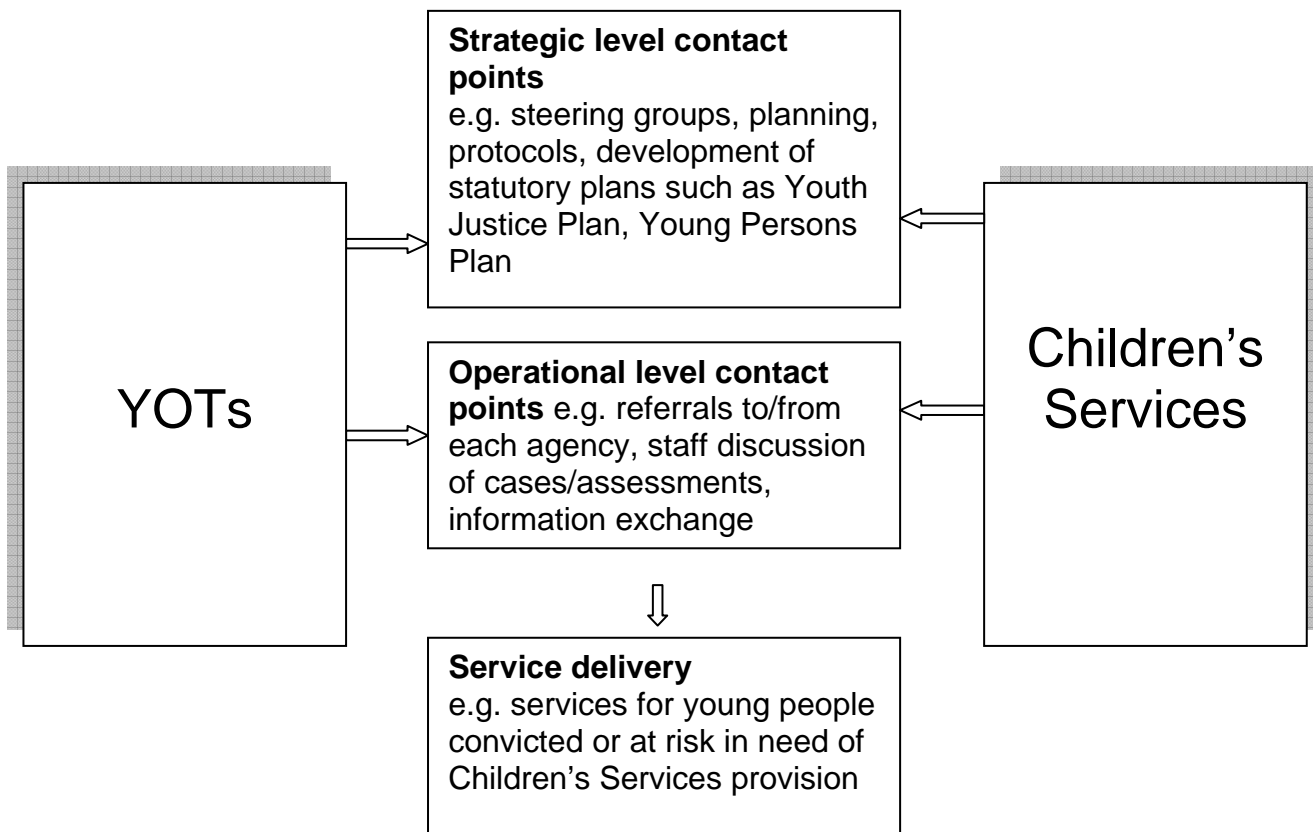 Strategic level contact
points
e.g. steering groups, planning,
protocols, development of
statutory plans such as Youth
Justice Plan, Young Persons
Plan
YOTs
Operational level contact
points e.g. referrals to/from
each agency, staff discussion
of cases/assessments,
information exchange
Children’s
Services
Service delivery
e.g. services for young people
convicted or at risk in need of
Children’s Services provision